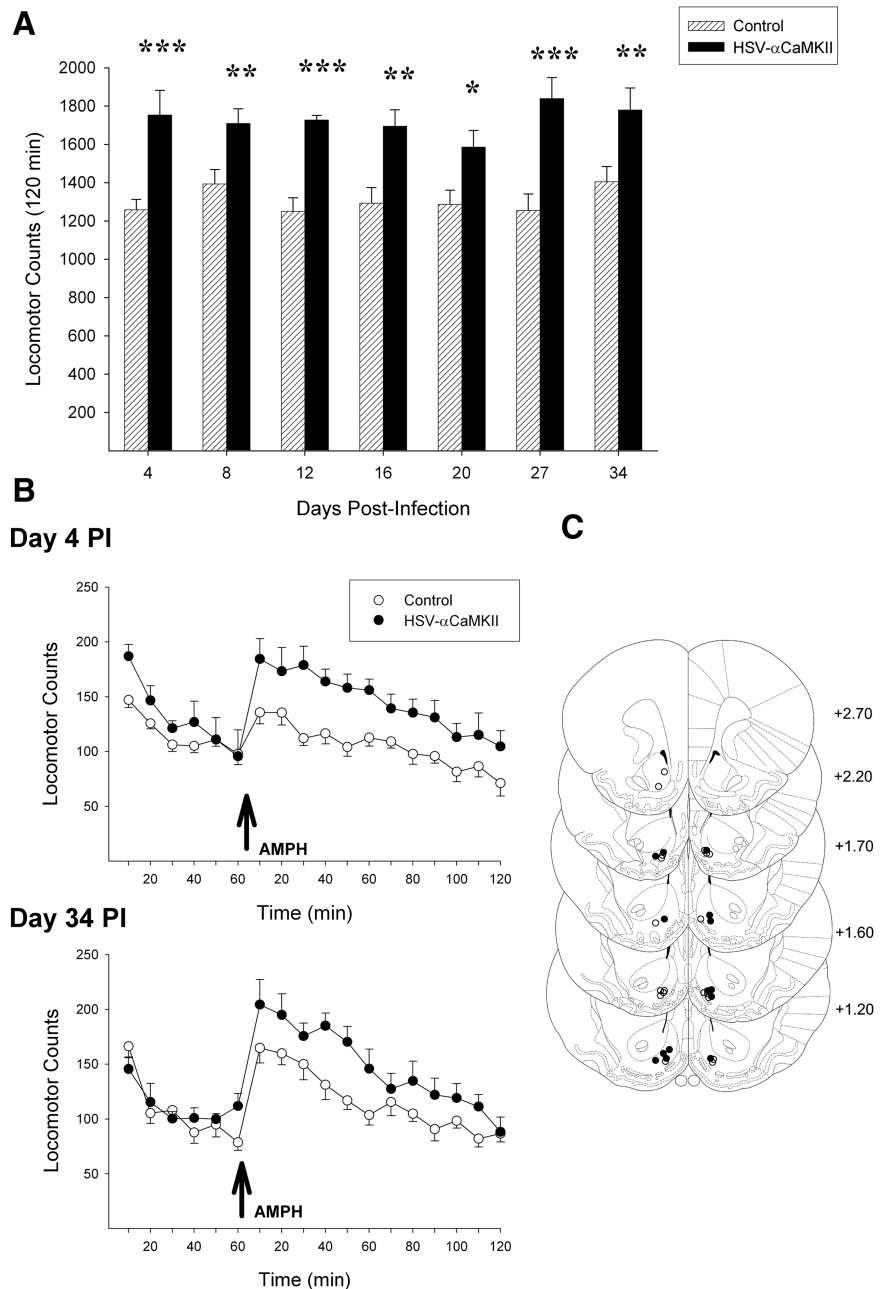 A
Control
HSV-αCaMKII
*** ** *** ** * *** **
2000
1800
1600
1400
1200
1000
800
600
400
200
Locomotor Counts (120 min)
4 8 12 16 20 27 34
Days Post-Infection
B
Day 4 PI
Control
HSV-αCaMKII
250
200
150
100
50
Locomotor Counts
AMPH
20 40 60 20 40 60 80 100 120
Time (min)
Day 34 PI
250
200
150
100
50
Locomotor Counts
AMPH
20 40 60 20 40 60 80 100 120
Time (min)
C
+2.70
+2.20
+1.70
+1.60
+1.20